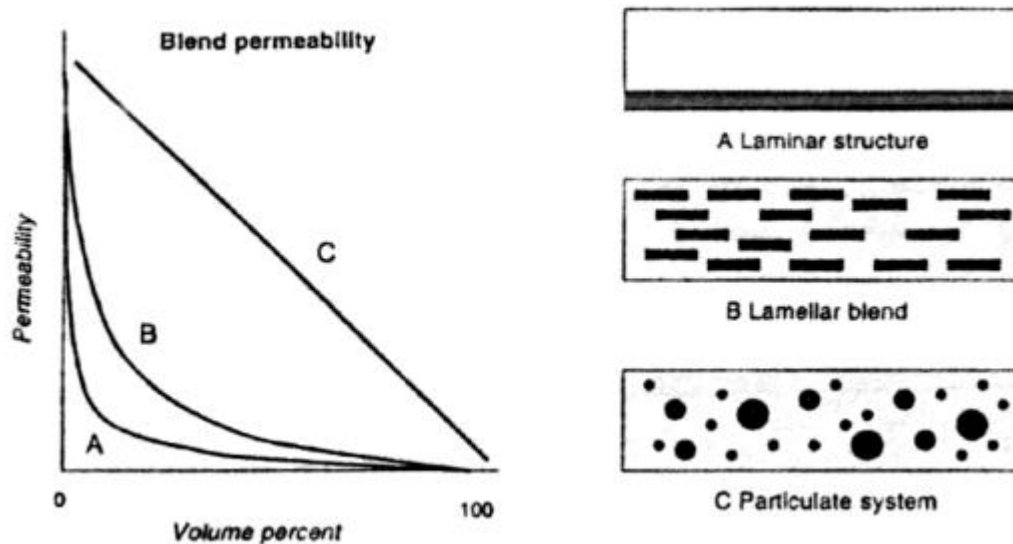 Blend permeability
Permeability
A
B
C
0
100
Volume percent
A Laminar structure
B Lamellar blend
C Particulate system